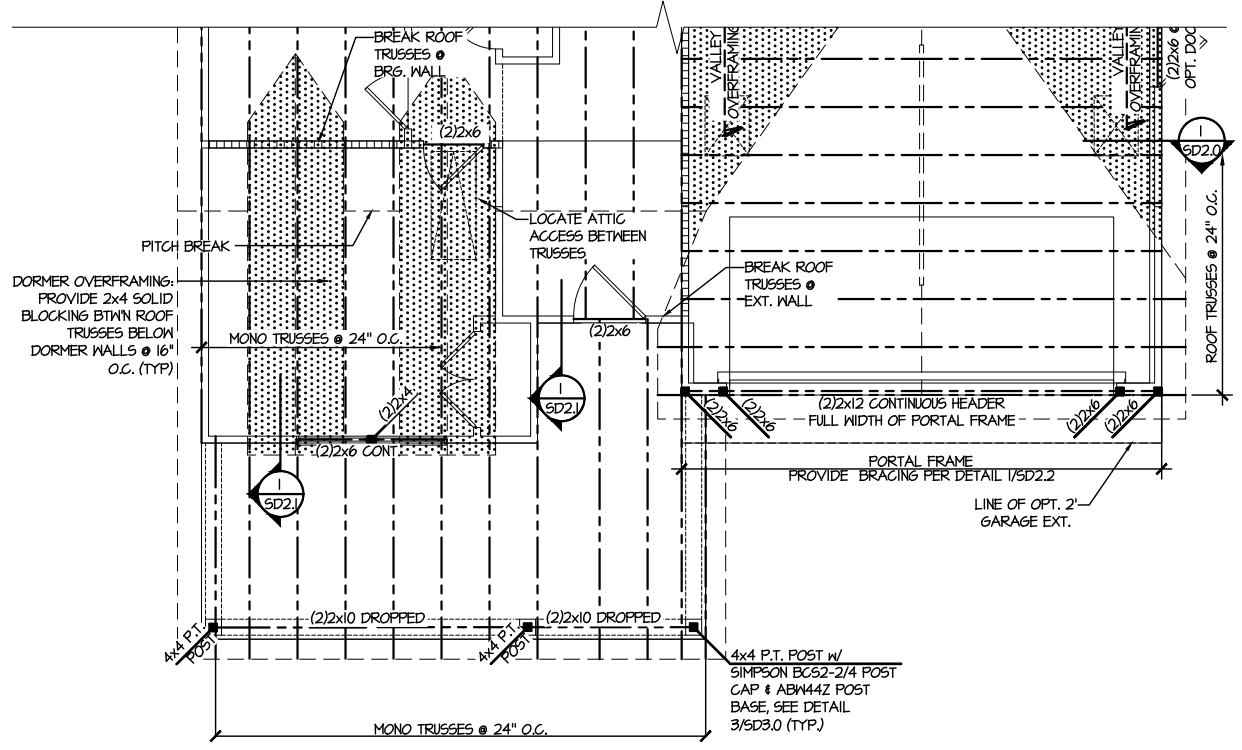 BREAK ROOF
TRUSSES @
BRG. WALL
(2)2x6
VALLEY
OVERFRAMING
VALLEY
OVERFRAMING
(2)2x6 @
OPT. DOO
1
SD2.0
LOCATE ATTIC
ACCESS BETWEEN
TRUSSES
PITCH BREAK
DORMER OVERFRAMING:
PROVIDE 2x4 SOLID
BLOCKING BTW'N ROOF
TRUSSES BELOW
DORMER WALLS @ 16"
O.C. (TYP)
BREAK ROOF
TRUSSES @
EXT. WALL
ROOF TRUSSES @ 24" O.C.
(2)2x6
MONO TRUSSES @ 24" O.C.
(2)2x4
1
SD2.1
(2)2x6
(2)2x6
(2)2x12 CONTINUOUS HEADER
FULL WIDTH OF PORTAL FRAME
(2)2x6
(2)2x6
(2)2x6 CONT.
PORTAL FRAME
PROVIDE BRACING PER DETAIL 1/SD2.2
1
SD2.1
LINE OF OPT. 2'
GARAGE EXT.
(2)2x10 DROPPED
(2)2x10 DROPPED
4x4 P.T.
POST
4x4 P.T.
POST
4x4 P.T. POST W/
SIMPSON BCS2-2/4 POST
CAP & ABW44Z POST
BASE, SEE DETAIL
3/SD3.0 (TYP.)
MONO TRUSSES @ 24" O.C.